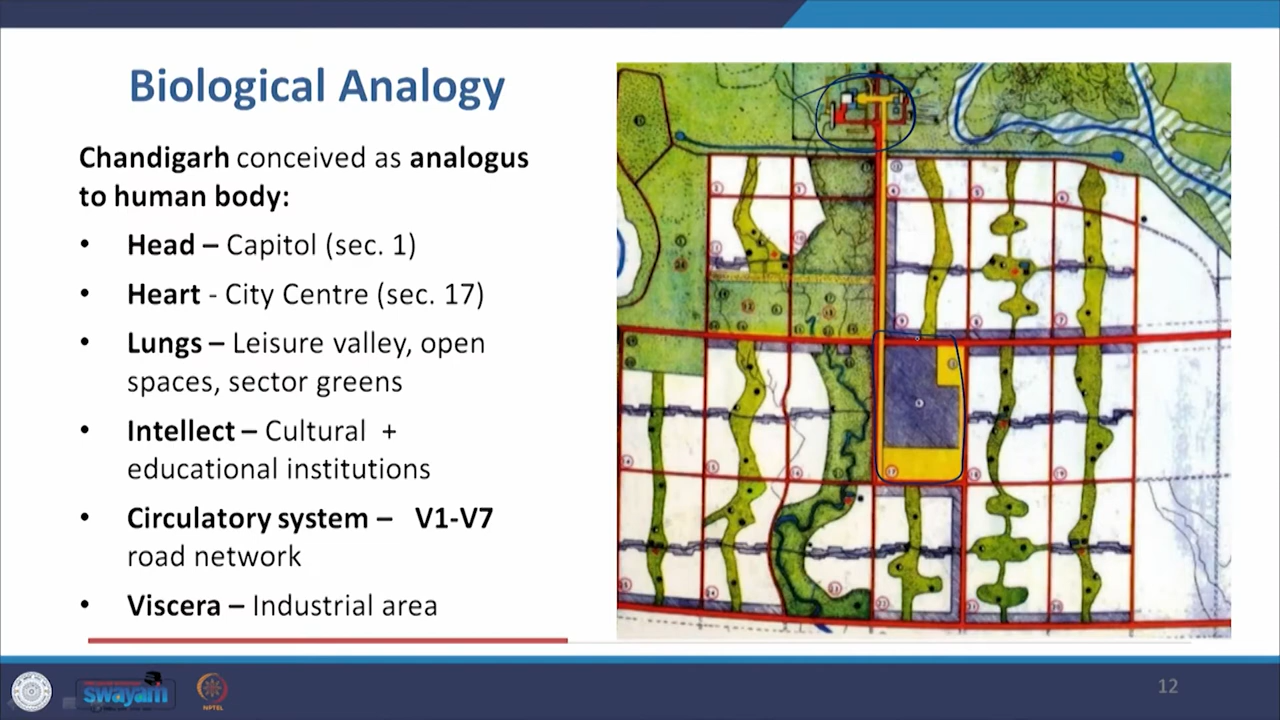 Biological Analogy
Chandigarh conceived as analogus
to human body:
• Head – Capitol (sec. 1)
• Heart - City Centre (sec. 17)
• Lungs – Leisure valley, open
spaces, sector greens
• Intellect – Cultural +
educational institutions
• Circulatory system – V1-V7
road network
• Viscera – Industrial area
swayam
NPTEL
12